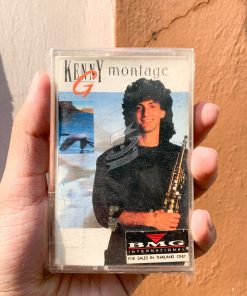 KENNY G montage
BMG
INTERNATIONAL
FOR SALES IN THAILAND ONLY